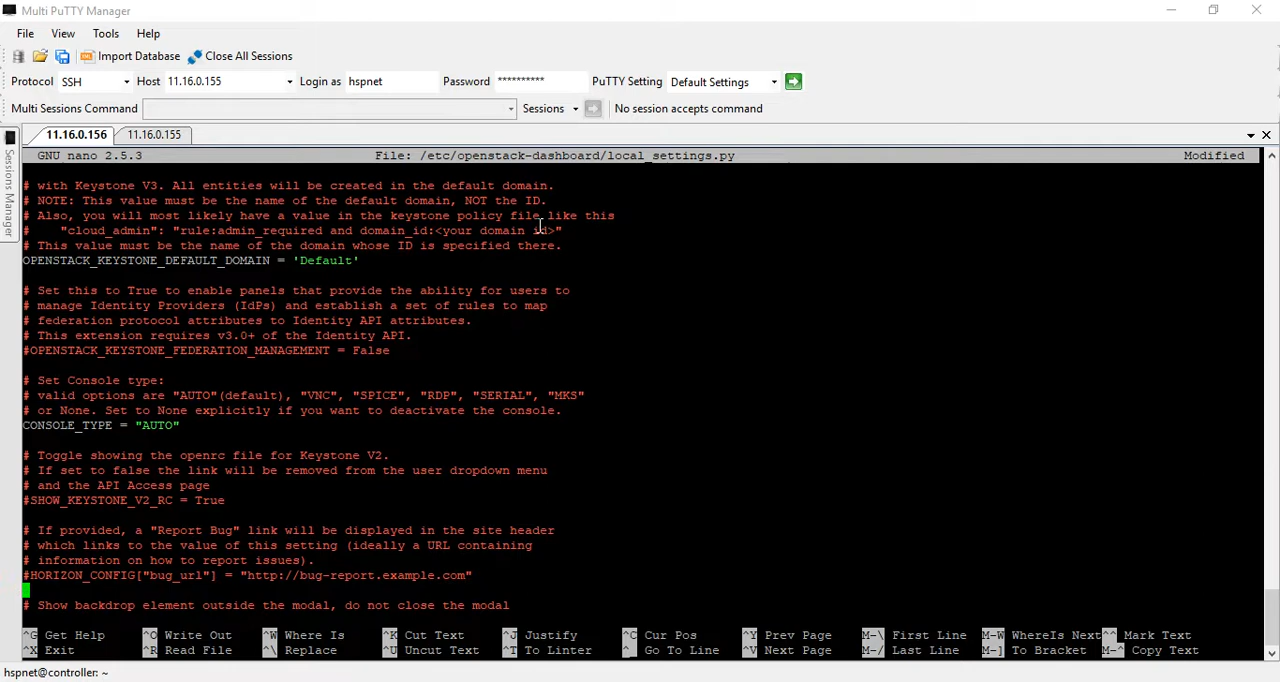 Multi PuTTY Manager
File View Tools Help
Import Database Close All Sessions
Protocol SSH Host 11.16.0.155 Login as hspnet Password ********** PuTTY Setting Default Settings
Multi Sessions Command Sessions No session accepts command
11.16.0.156 11.16.0.155
Sessions Manager
GNU nano 2.5.3 File: /etc/openstack-dashboard/local_settings.py Modified
# with Keystone V3. All entities will be created in the default domain.
# NOTE: This value must be the name of the default domain, NOT the ID.
# Also, you will most likely have a value in the keystone policy file like this
# "cloud_admin": "rule:admin_required and domain_id:<your domain id>"
# This value must be the name of the domain whose ID is specified there.
OPENSTACK_KEYSTONE_DEFAULT_DOMAIN = 'Default'
# Set this to True to enable panels that provide the ability for users to
# manage Identity Providers (IdPs) and establish a set of rules to map
# federation protocol attributes to Identity API attributes.
# This extension requires v3.0+ of the Identity API.
#OPENSTACK_KEYSTONE_FEDERATION_MANAGEMENT = False
# Set Console type:
# valid options are "AUTO"(default), "VNC", "SPICE", "RDP", "SERIAL", "MKS"
# or None. Set to None explicitly if you want to deactivate the console.
CONSOLE_TYPE = "AUTO"
# Toggle showing the openrc file for Keystone V2.
# If set to false the link will be removed from the user dropdown menu
# and the API Access page
#SHOW_KEYSTONE_V2_RC = True
# If provided, a "Report Bug" link will be displayed in the site header
# which links to the value of this setting (ideally a URL containing
# information on how to report issues).
#HORIZON_CONFIG["bug_url"] = "http://bug-report.example.com"
# Show backdrop element outside the modal, do not close the modal
^G Get Help ^O Write Out ^W Where Is ^K Cut Text ^J Justify ^C Cur Pos ^Y Prev Page M-\ First Line M-W WhereIs Next ^^ Mark Text
^X Exit ^R Read File ^\ Replace ^U Uncut Text ^T To Linter ^_ Go To Line ^V Next Page M-/ Last Line M-] To Bracket M-^ Copy Text
hspnet@controller: ~